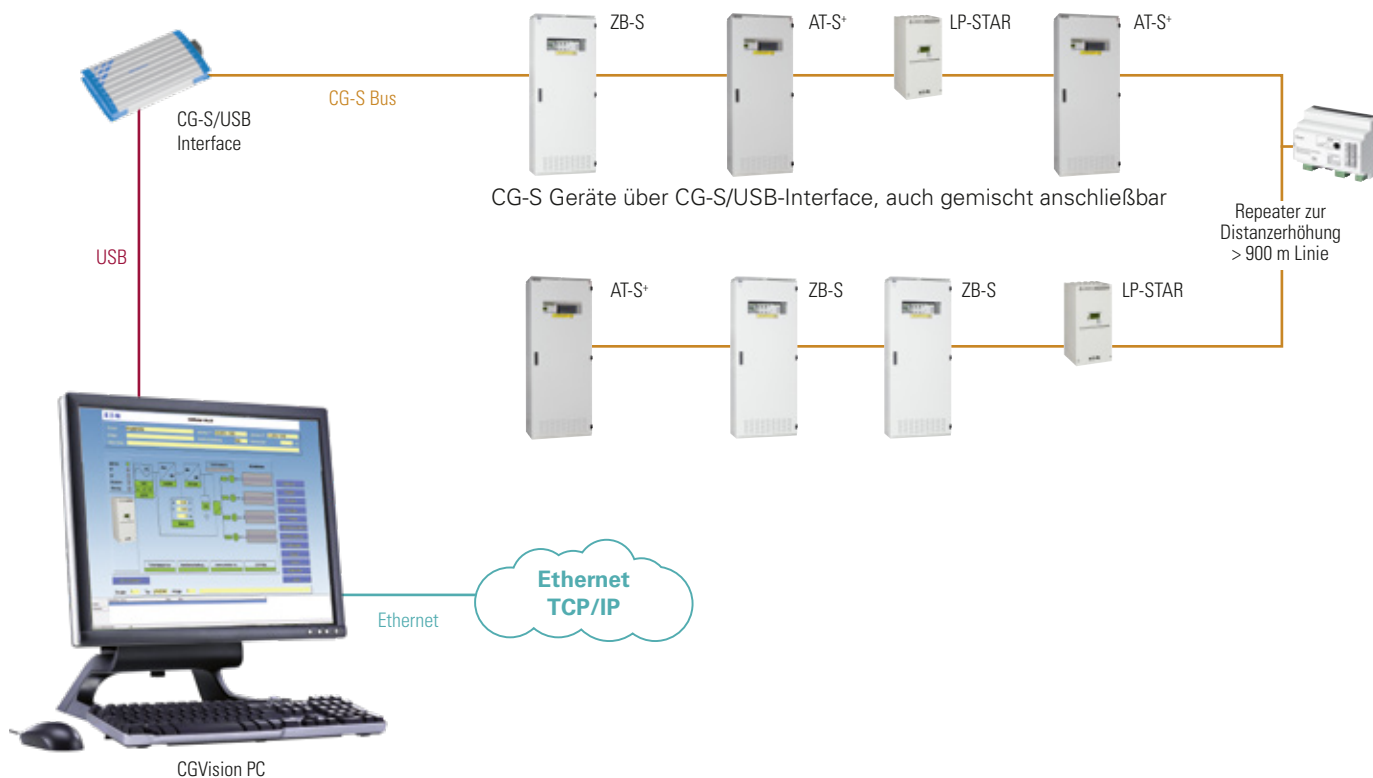 ZB-S
AT-S⁺
LP-STAR
AT-S⁺
CG-S Bus
CG-S/USB
Interface
CG-S Geräte über CG-S/USB-Interface, auch gemischt anschließbar
Repeater zur
Distanzerhöhung
> 900 m Linie
USB
AT-S⁺
ZB-S
ZB-S
LP-STAR
Ethernet
TCP/IP
Ethernet
CGVision PC